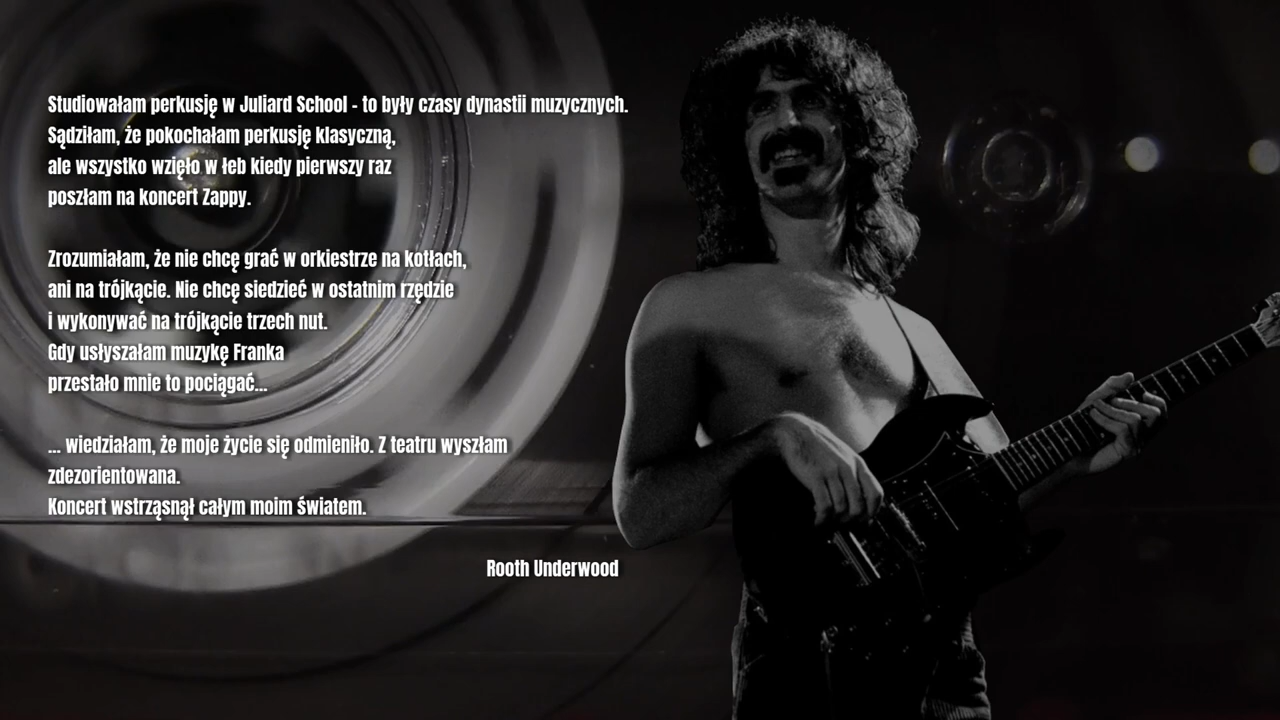 Studiowałam perkusję w Juliard School - to były czasy dynastii muzycznych.
Sądziłam, że pokochałam perkusję klasyczną,
ale wszystko wzięło w łeb kiedy pierwszy raz
poszłam na koncert Zappy.
Zrozumiałam, że nie chcę grać w orkiestrze na kotłach,
ani na trójkącie. Nie chcę siedzieć w ostatnim rzędzie
i wykonywać na trójkącie trzech nut.
Gdy usłyszałam muzykę Franka
przestało mnie to pociągać...
... wiedziałam, że moje życie się odmieniło. Z teatru wyszłam
zdezorientowana.
Koncert wstrząsnął całym moim światem.
Rooth Underwood